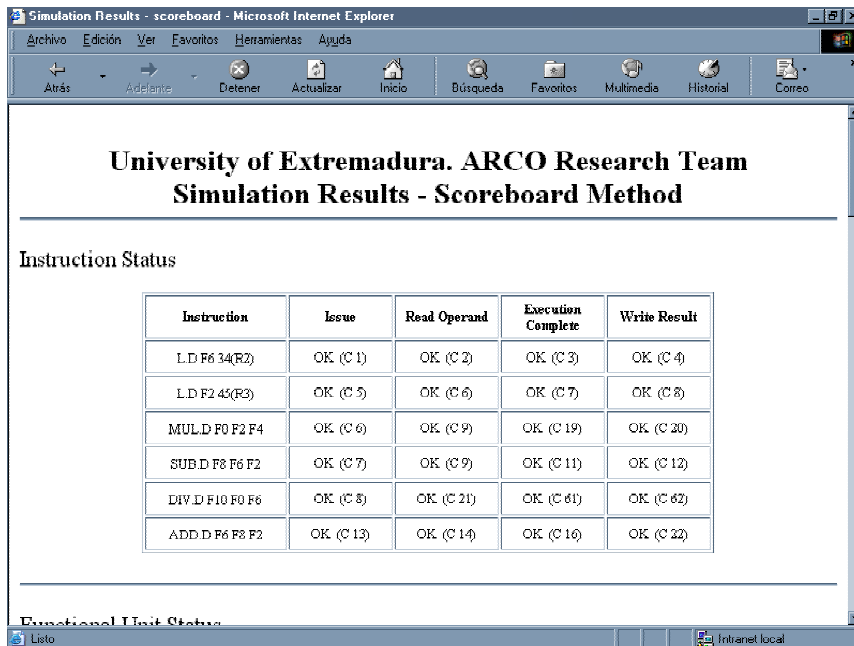 Simulation Results - scoreboard - Microsoft Internet Explorer
Archivo Edición Ver Favoritos Herramientas Ayuda
Atrás Adelante Detener Actualizar Inicio Búsqueda Favoritos Multimedia Historial Correo
University of Extremadura. ARCO Research Team
Simulation Results - Scoreboard Method
Instruction Status
Instruction Issue Read Operand Execution Complete Write Result
L.D F6 34(R2) OK (C 1) OK (C 2) OK (C 3) OK (C 4)
L.D F2 45(R3) OK (C 5) OK (C 6) OK (C 7) OK (C 8)
MUL.D F0 F2 F4 OK (C 6) OK (C 9) OK (C 19) OK (C 20)
SUB.D F8 F6 F2 OK (C 7) OK (C 9) OK (C 11) OK (C 12)
DIV.D F10 F0 F6 OK (C 8) OK (C 21) OK (C 61) OK (C 62)
ADD.D F6 F8 F2 OK (C 13) OK (C 14) OK (C 16) OK (C 22)
Functional Unit Status
Listo Intranet local